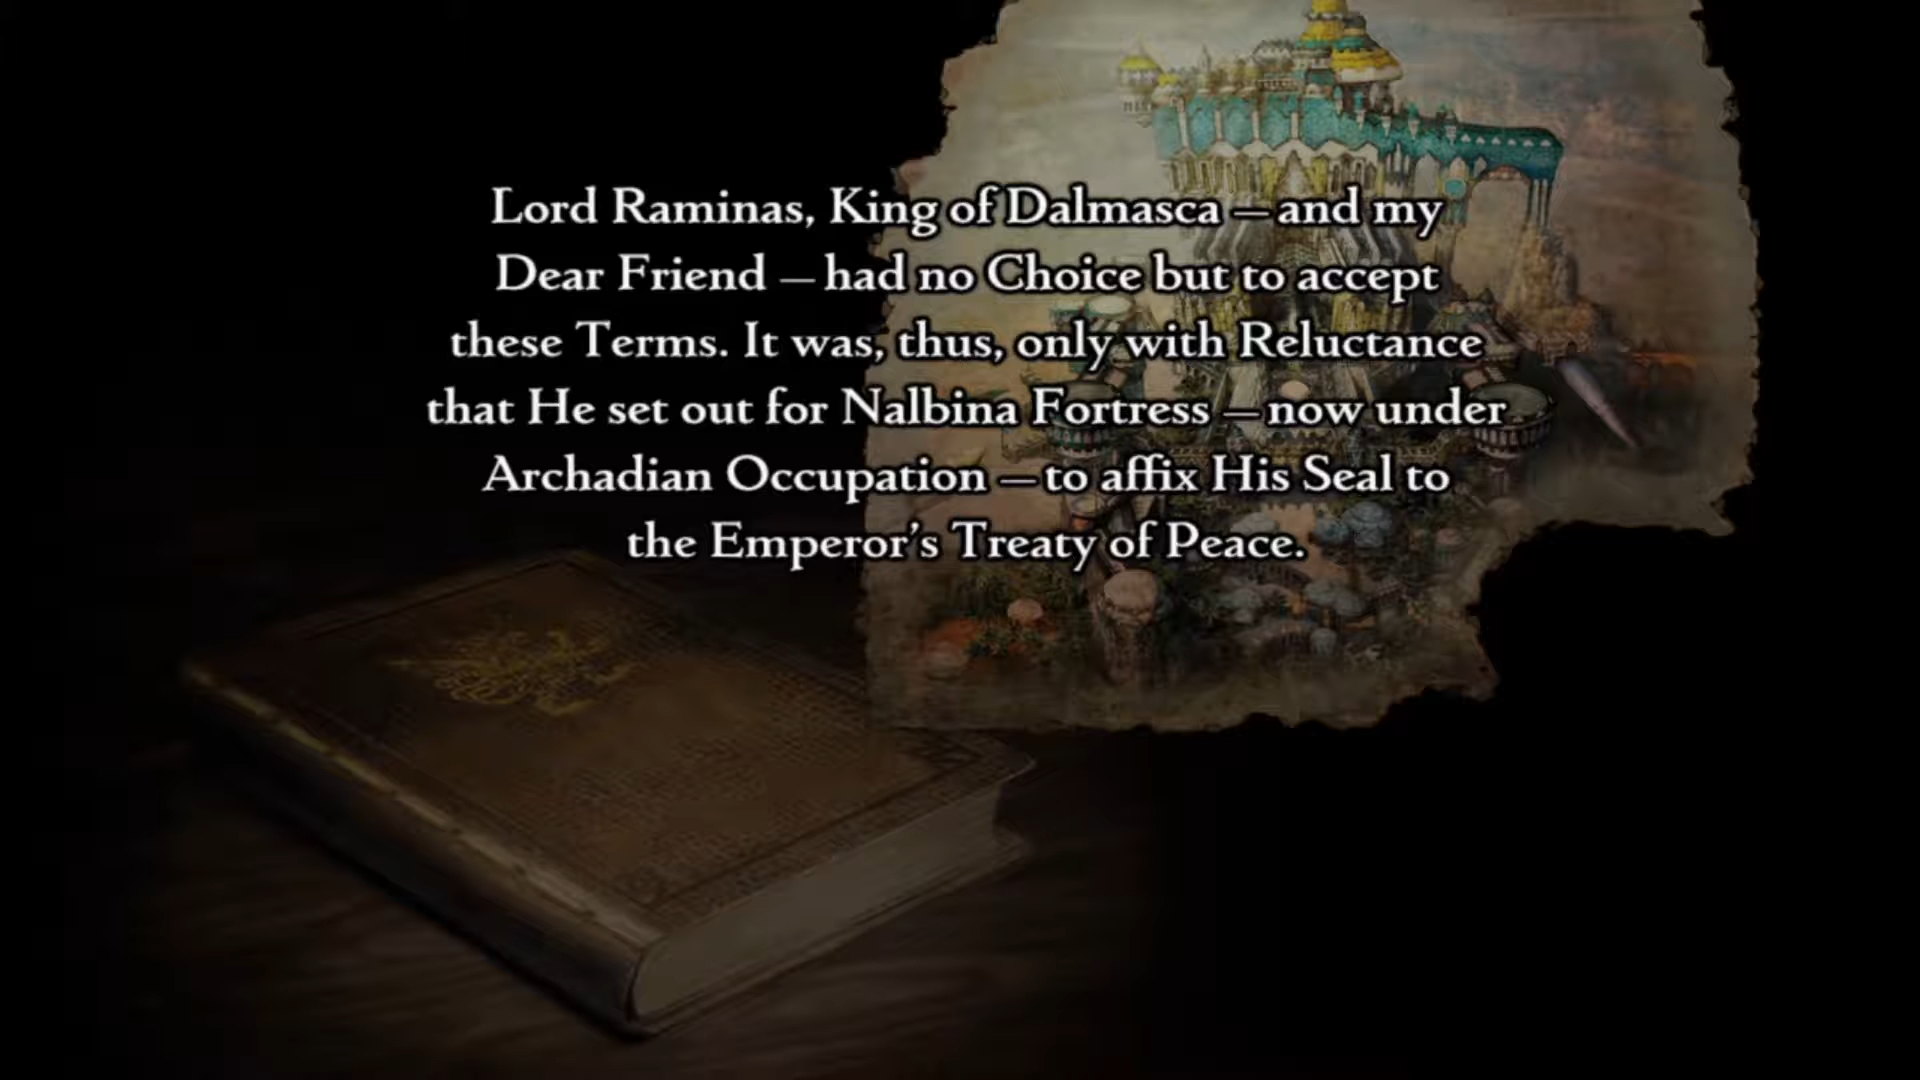 Lord Raminas, King of Dalmasca — and my
Dear Friend — had no Choice but to accept
these Terms. It was, thus, only with Reluctance
that He set out for Nalbina Fortress — now under
Archadian Occupation — to affix His Seal to
the Emperor’s Treaty of Peace.